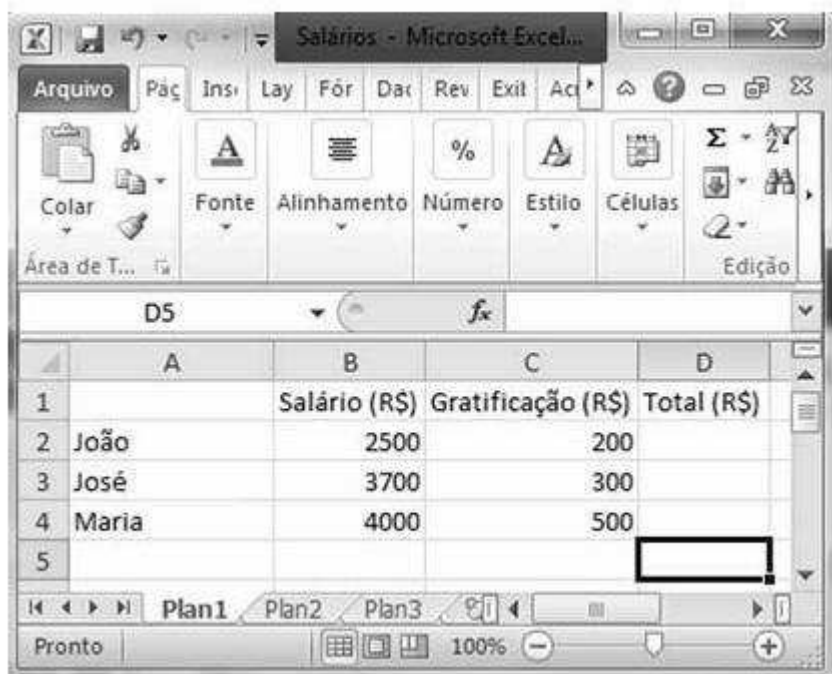 Salários - Microsoft Excel...
Arquivo Pág Inse Lay Fór Dad Rev Exit Acr
Colar Fonte Alinhamento Número Estilo Células
Área de T... Edição
D5 fx
A B C D
1 Salário (R$) Gratificação (R$) Total (R$)
2 João 2500 200
3 José 3700 300
4 Maria 4000 500
5
Plan1 Plan2 Plan3
Pronto 100%